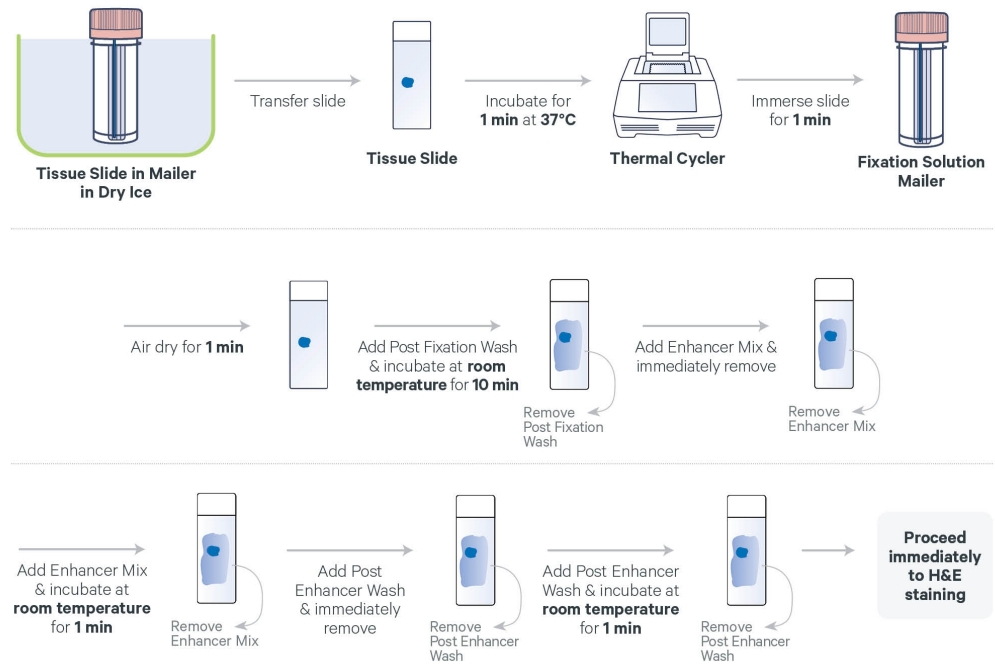 Transfer slide
Incubate for
1 min at 37°C
Immerse slide
for 1 min
Tissue Slide in Mailer
in Dry Ice
Tissue Slide
Thermal Cycler
Fixation Solution
Mailer
Air dry for 1 min
Add Post Fixation Wash
& incubate at room
temperature for 10 min
Remove
Post Fixation
Wash
Add Enhancer Mix &
immediately remove
Remove
Enhancer Mix
Add Enhancer Mix
& incubate at
room temperature
for 1 min
Remove
Enhancer Mix
Add Post
Enhancer Wash
& immediately
remove
Remove
Post Enhancer
Wash
Add Post Enhancer
Wash & incubate at
room temperature
for 1 min
Remove
Post Enhancer
Wash
Proceed
immediately
to H&E
staining